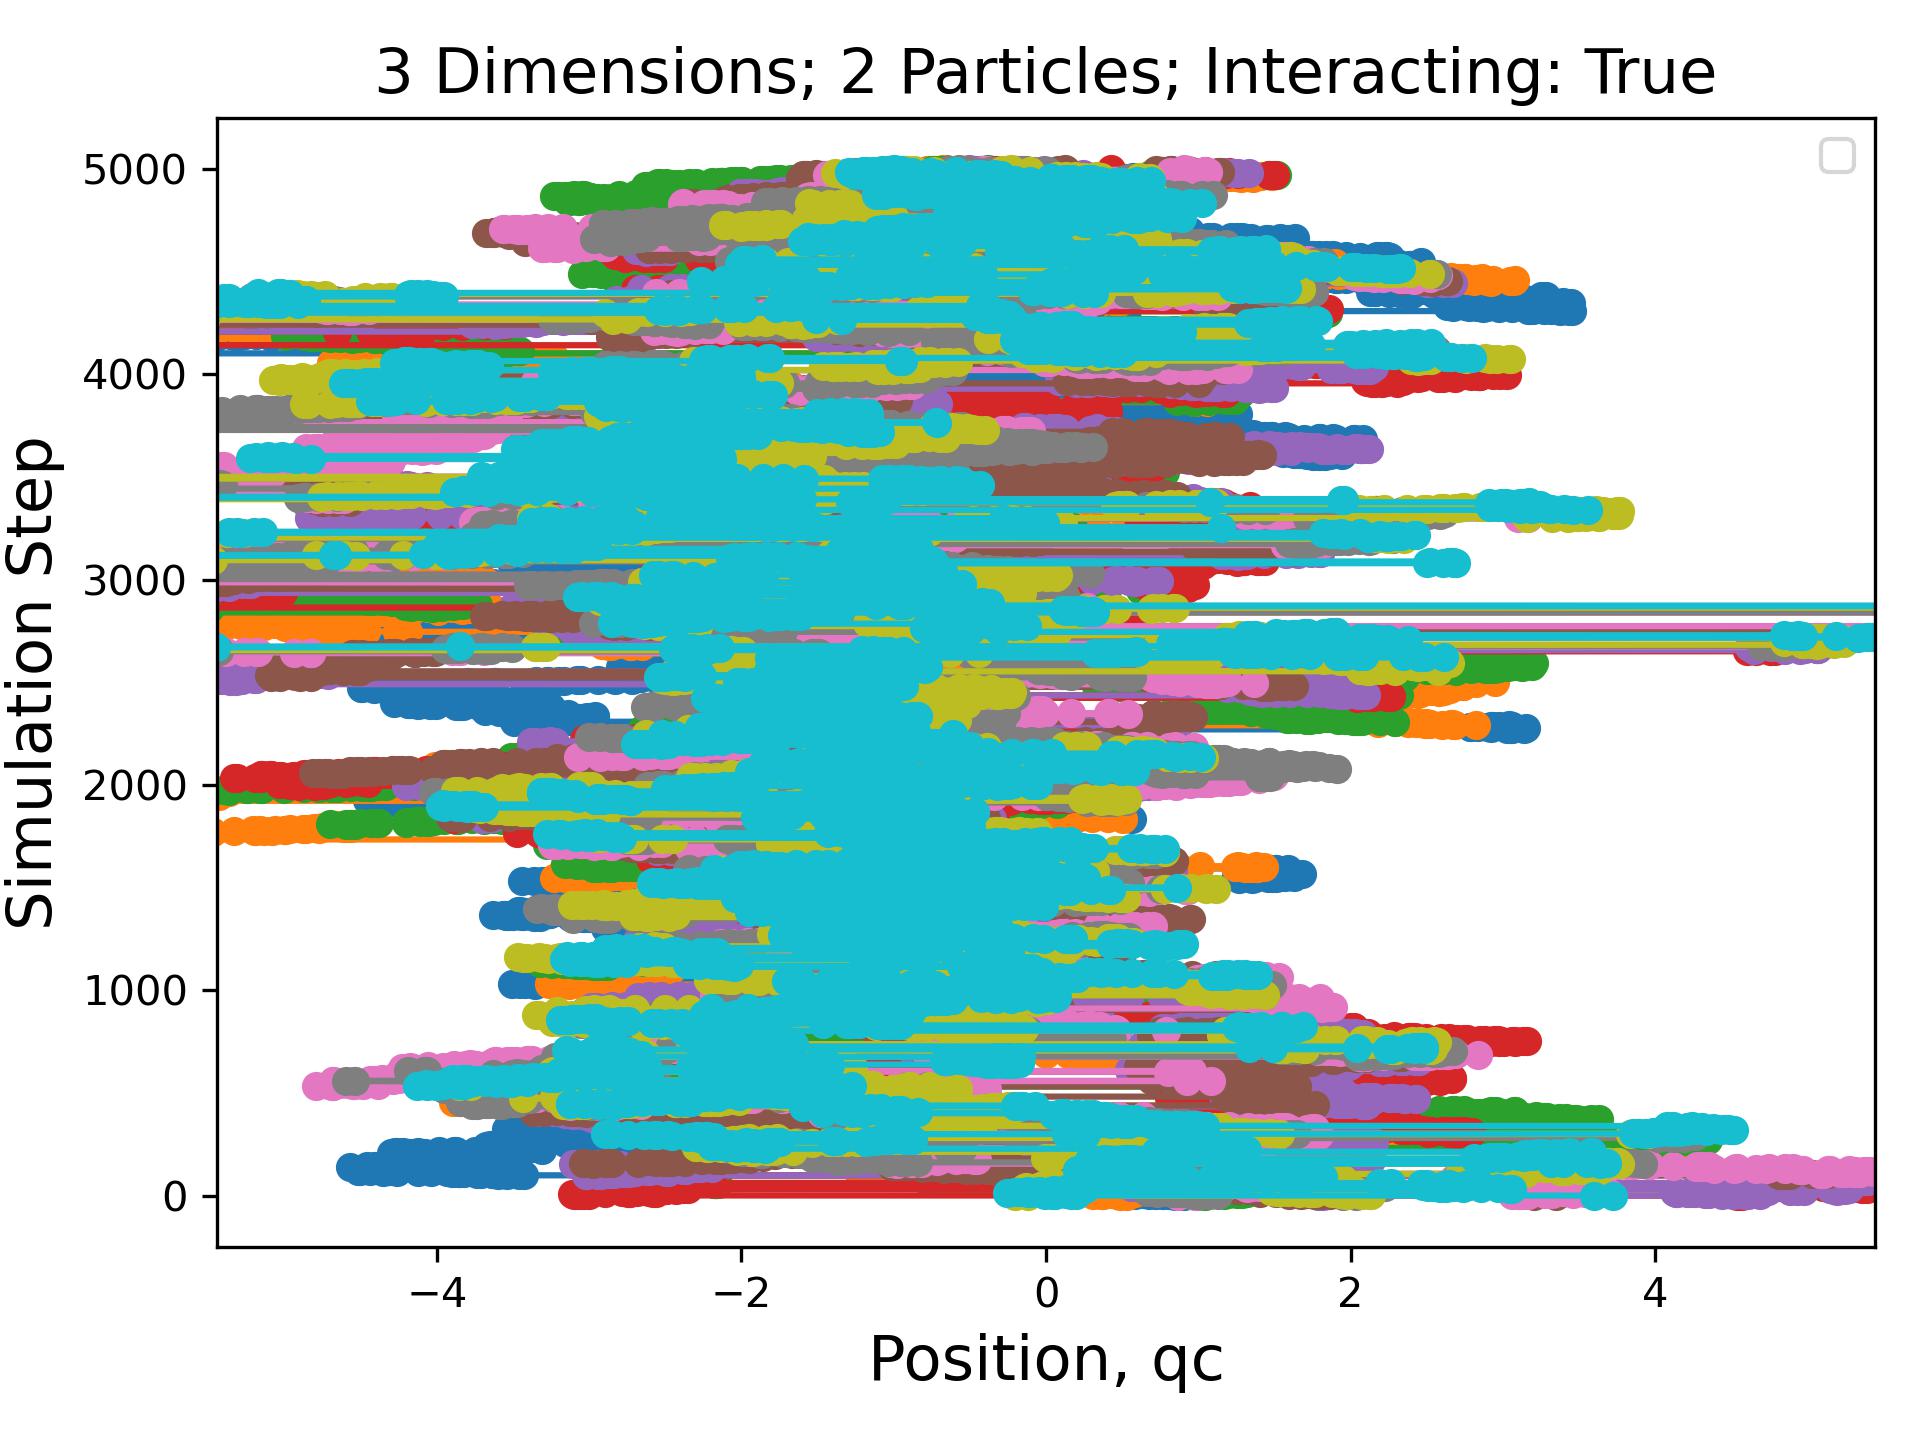 3 Dimensions; 2 Particles; Interacting: True
5000
4000
3000
2000
1000
0
Simulation Step
−4 −2 0 2 4
Position, qc